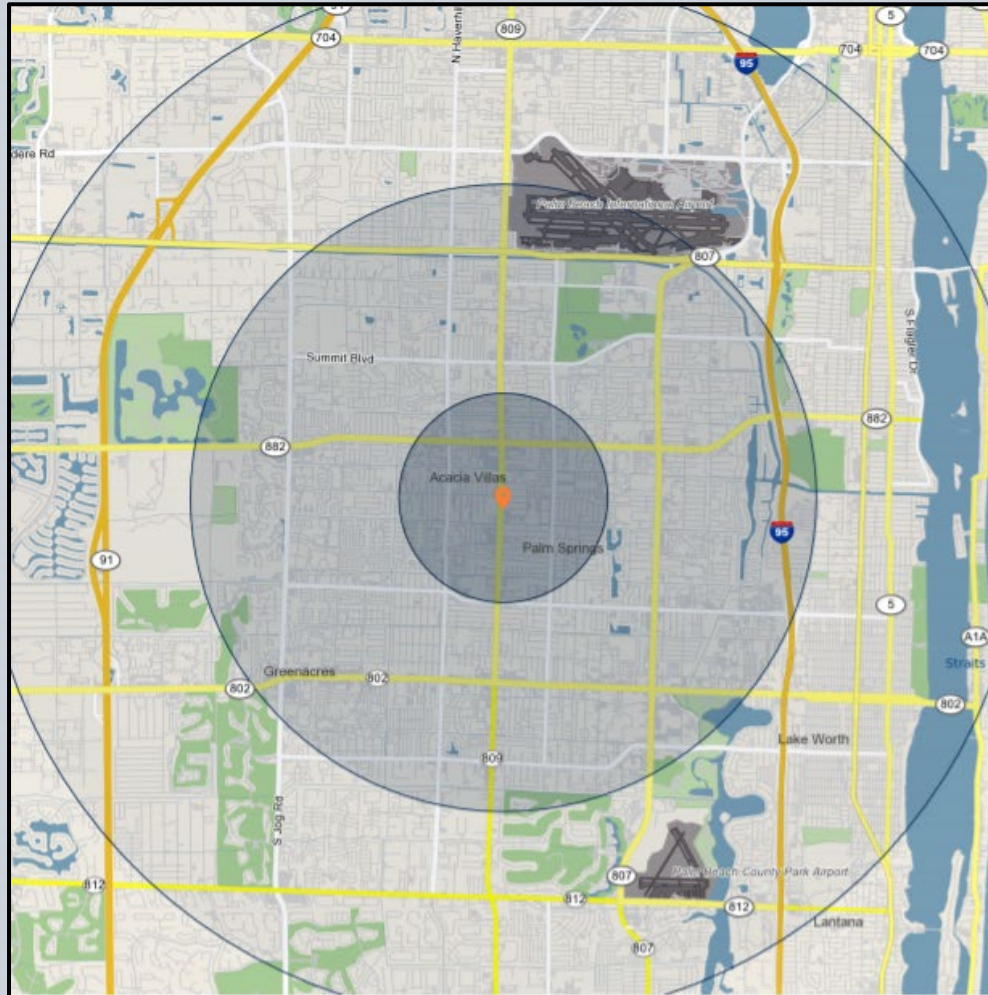 91
704
809
N Haverhill
95
5
704
704
dere Rd
Palm Beach International Airport
807
S Flagler Dr
Summit Blvd
882
882
Acacia Villas
Palm Springs
91
95
5
A1A
Straits
Greenacres
802
802
802
Lake Worth
809
S Jog Rd
807
Palm Beach County Park Airport
812
812
812
Lantana
807